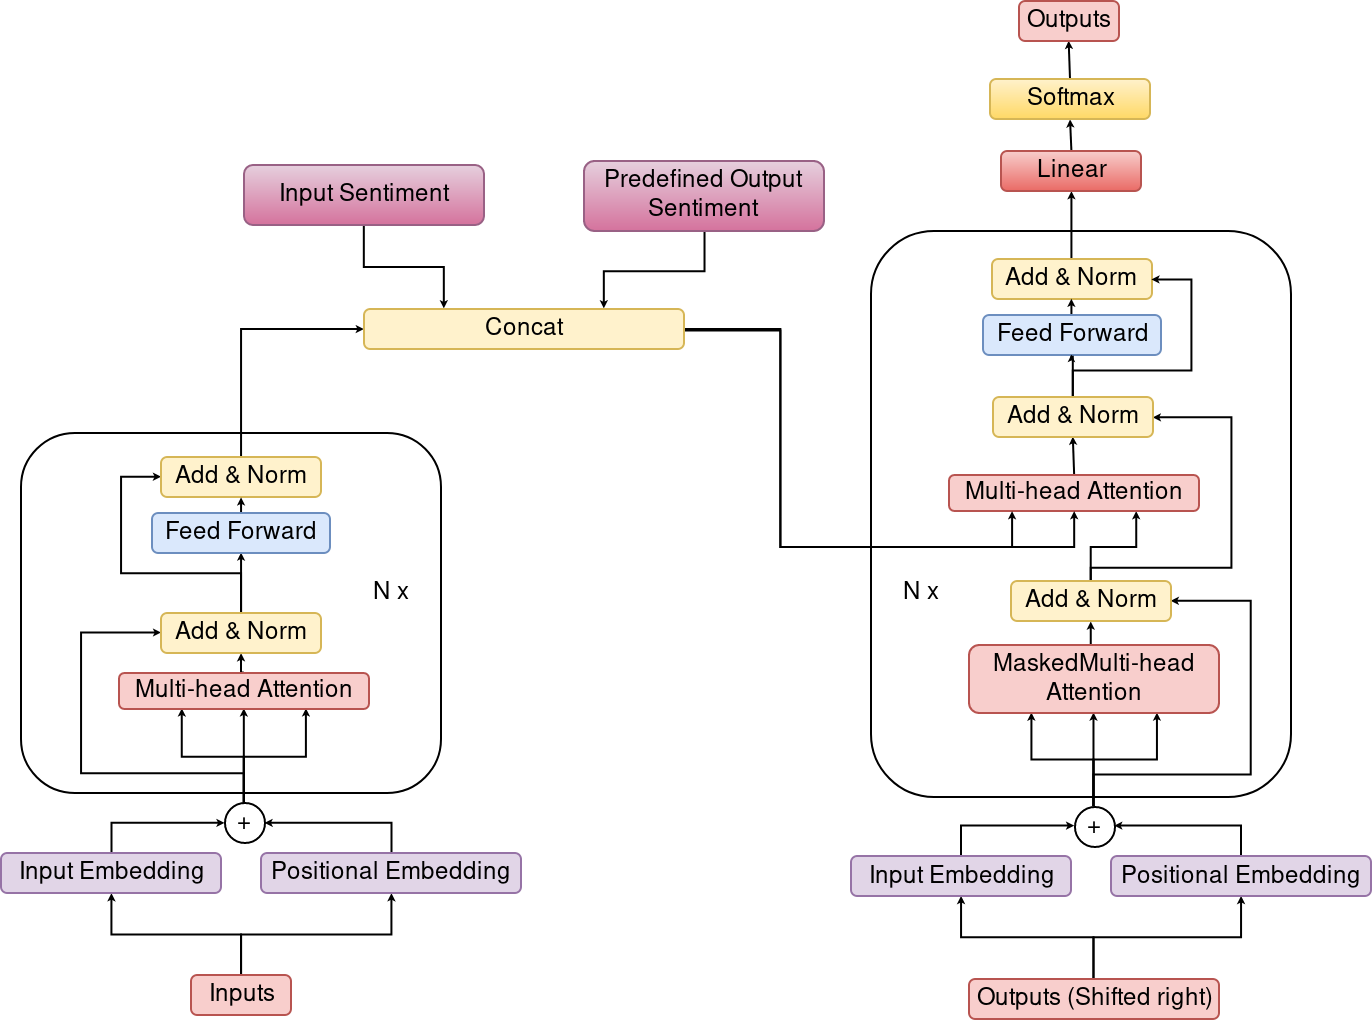 Outputs
Softmax
Linear
Input Sentiment
Predefined Output
Sentiment
Concat
Add & Norm
Feed Forward
Add & Norm
Multi-head Attention
N x
Add & Norm
MaskedMulti-head
Attention
+
Input Embedding
Positional Embedding
Outputs (Shifted right)
Add & Norm
Feed Forward
N x
Add & Norm
Multi-head Attention
+
Input Embedding
Positional Embedding
Inputs